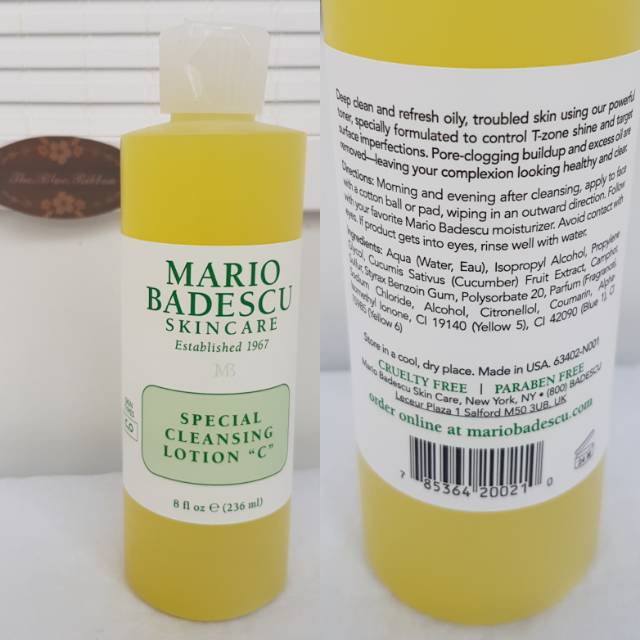 The Blue Ribbon
MARIO
BADESCU
SKINCARE
Established 1967
MB
SPECIAL
CLEANSING
LOTION "C"
8 fl oz ℮ (236 ml)
Deep clean and refresh oily, troubled skin using our powerful
toner, specially formulated to control T-zone shine and target
surface imperfections. Pore-clogging buildup and excess oil are
removed—leaving your complexion looking healthy and clear.
Directions: Morning and evening after cleansing, apply to face
with a cotton ball or pad, wiping in an outward direction. Follow
with your favorite Mario Badescu moisturizer. Avoid contact with
eyes. If product gets into eyes, rinse well with water.
Ingredients: Aqua (Water, Eau), Isopropyl Alcohol, Propylene
Glycol, Cucumis Sativus (Cucumber) Fruit Extract, Camphor,
Sulfur, Styrax Benzoin Gum, Polysorbate 20, Parfum (Fragrance),
Sodium Chloride, Alcohol, Citronellol, Coumarin, Alpha
Isomethyl Ionone, CI 19140 (Yellow 5), CI 42090 (Blue 1), CI
15985 (Yellow 6)
Store in a cool, dry place. Made in USA. 63402-N001
CRUELTY FREE | PARABEN FREE
Mario Badescu Skin Care, New York, NY • (800) BADESCU
Leceur Plaza 1 Salford M50 3UB, UK
order online at mariobadescu.com
7 85364 20021 0